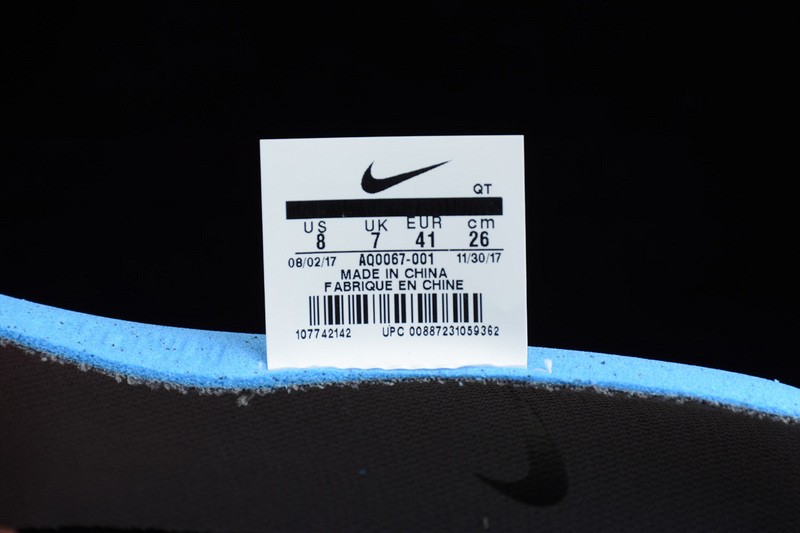 QT
US UK EUR cm
8 7 41 26
08/02/17 AQ0067-001 11/30/17
MADE IN CHINA
FABRIQUE EN CHINE
107742142 UPC 00887231059362